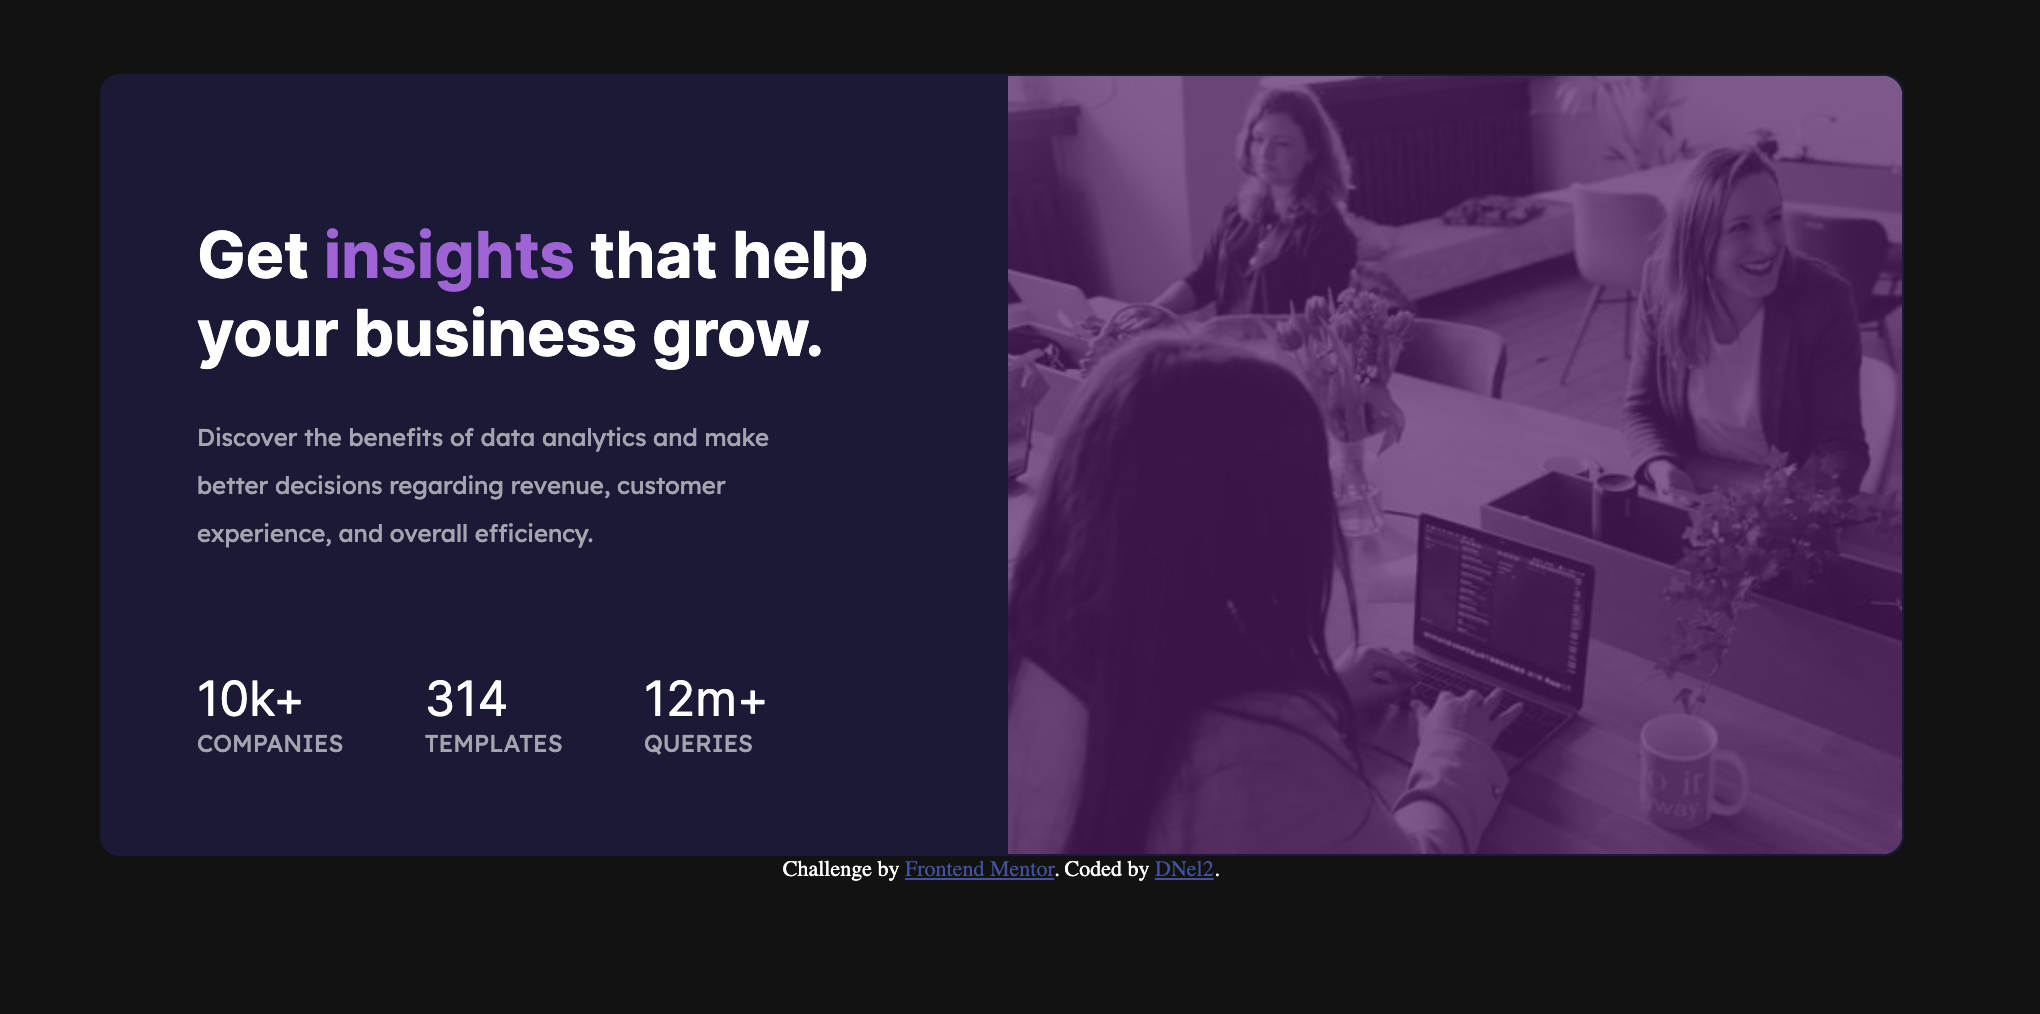 Get insights that help
your business grow.
Discover the benefits of data analytics and make
better decisions regarding revenue, customer
experience, and overall efficiency.
10k+ 314 12m+
COMPANIES TEMPLATES QUERIES
Challenge by Frontend Mentor. Coded by DNel2.